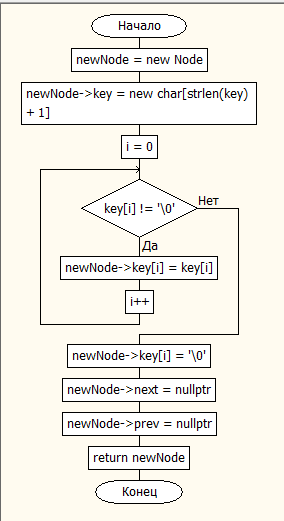 Начало
newNode = new Node
newNode->key = new char[strlen(key)
+ 1]
i = 0
key[i] != '\0'
Нет
Да
newNode->key[i] = key[i]
i++
newNode->key[i] = '\0'
newNode->next = nullptr
newNode->prev = nullptr
return newNode
Конец